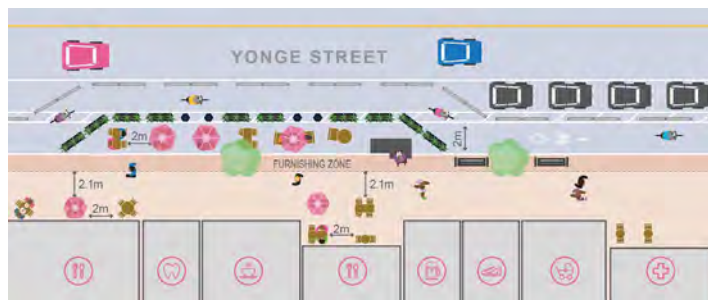 YONGE STREET
2m
2m
FURNISHING ZONE
2.1m
2.1m
2m
2m